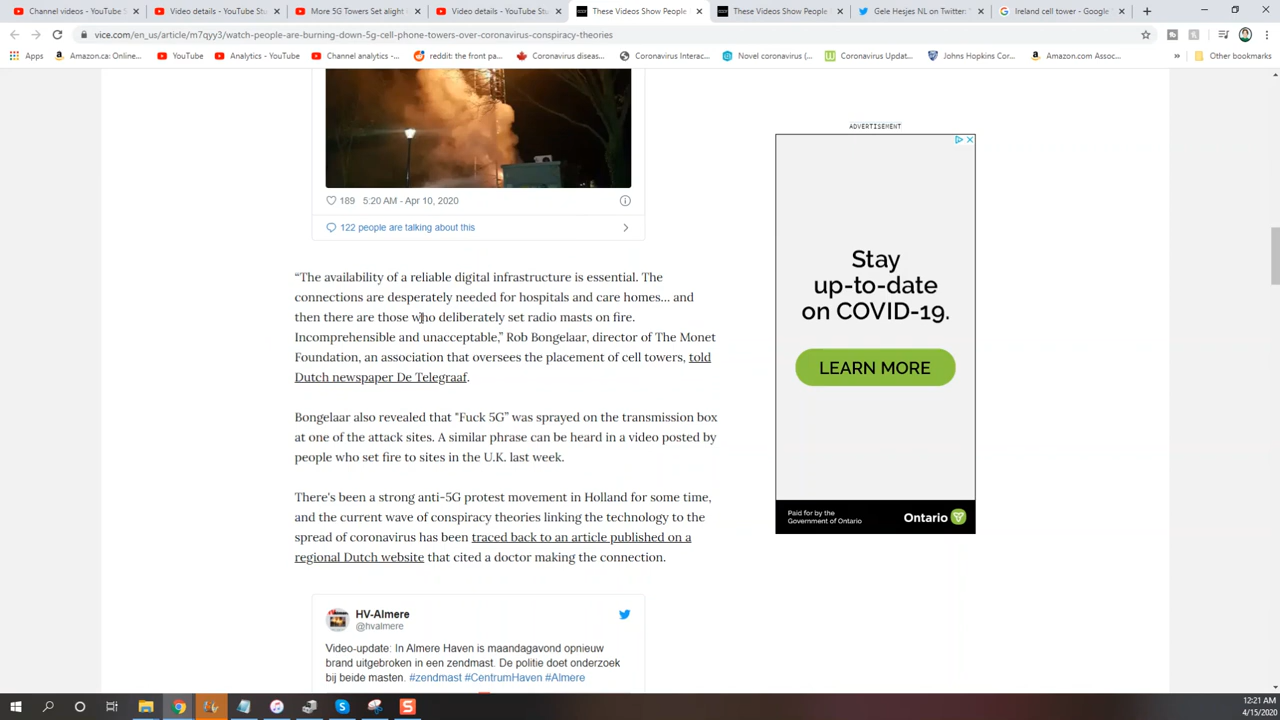 Channel videos - YouTube
Video details - YouTube Stu
More 5G Towers Set alight
Video details - YouTube Stu
These Videos Show People
These Videos Show People
Gele Hesjes NL on Twitter:
Ireland cell tower - Google
vice.com/en_us/article/m7qyy3/watch-people-are-burning-down-5g-cell-phone-towers-over-coronavirus-conspiracy-theories
Apps
Amazon.ca: Online...
YouTube
Analytics - YouTube
Channel analytics -...
reddit: the front pa...
Coronavirus diseas...
Coronavirus Interac...
Novel coronavirus (...
Coronavirus Updat...
Johns Hopkins Cor...
Amazon.com Assoc...
»
Other bookmarks
189 5:20 AM - Apr 10, 2020
122 people are talking about this
“The availability of a reliable digital infrastructure is essential. The
connections are desperately needed for hospitals and care homes… and
then there are those who deliberately set radio masts on fire.
Incomprehensible and unacceptable,” Rob Bongelaar, director of The Monet
Foundation, an association that oversees the placement of cell towers, told
Dutch newspaper De Telegraaf.
Bongelaar also revealed that "Fuck 5G” was sprayed on the transmission box
at one of the attack sites. A similar phrase can be heard in a video posted by
people who set fire to sites in the U.K. last week.
There's been a strong anti-5G protest movement in Holland for some time,
and the current wave of conspiracy theories linking the technology to the
spread of coronavirus has been traced back to an article published on a
regional Dutch website that cited a doctor making the connection.
HV-Almere
@hvalmere
Video-update: In Almere Haven is maandagavond opnieuw
brand uitgebroken in een zendmast. De politie doet onderzoek
bij beide masten. #zendmast #CentrumHaven #Almere
ADVERTISEMENT
Stay
up-to-date
on COVID-19.
LEARN MORE
Paid for by the
Government of Ontario
Ontario
12:21 AM
4/15/2020